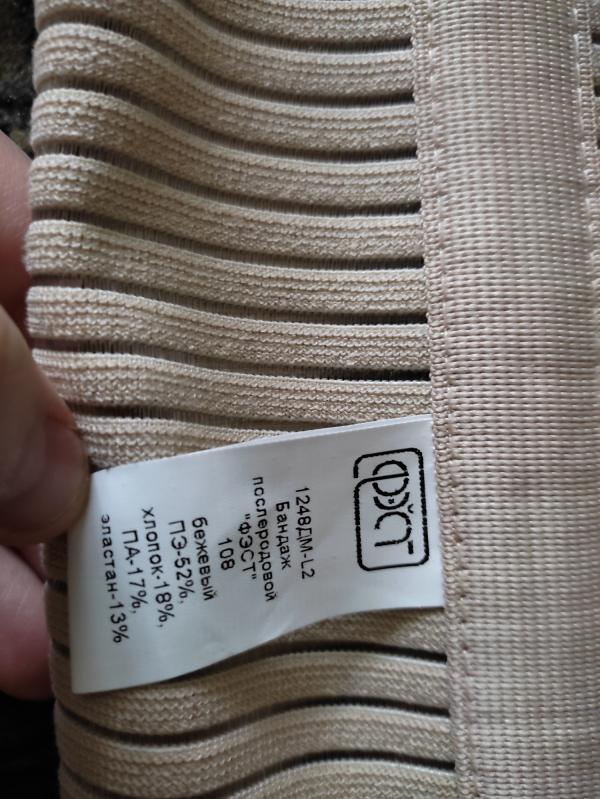 ФЭСТ
1248ДМ-L2
Бандаж
послеродовой
"ФЭСТ"
108
бежевый
ПЭ-52%,
хлопок-18%,
ПА-17%,
эластан-13%